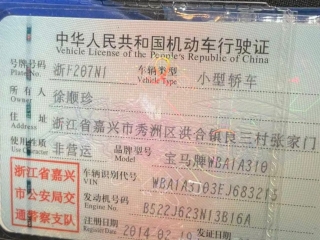 中华人民共和国机动车行驶证
Vehicle License of the People's Republic of China
号牌号码 浙F207N1 车辆类型 小型轿车
Plate No. Vehicle Type
所有人 徐顺珍
Owner
住址 浙江省嘉兴市秀洲区洪合镇良三村张家门
Address
使用性质 非营运 品牌型号 宝马牌WBA1A310
浙江省嘉兴
市公安局交
通警察支队
车辆识别代号 WBA1A3103EJ683215
VIN
发动机号码 B522J623N13B16A
Engine No.
注册日期 2014-02-19
Register Date